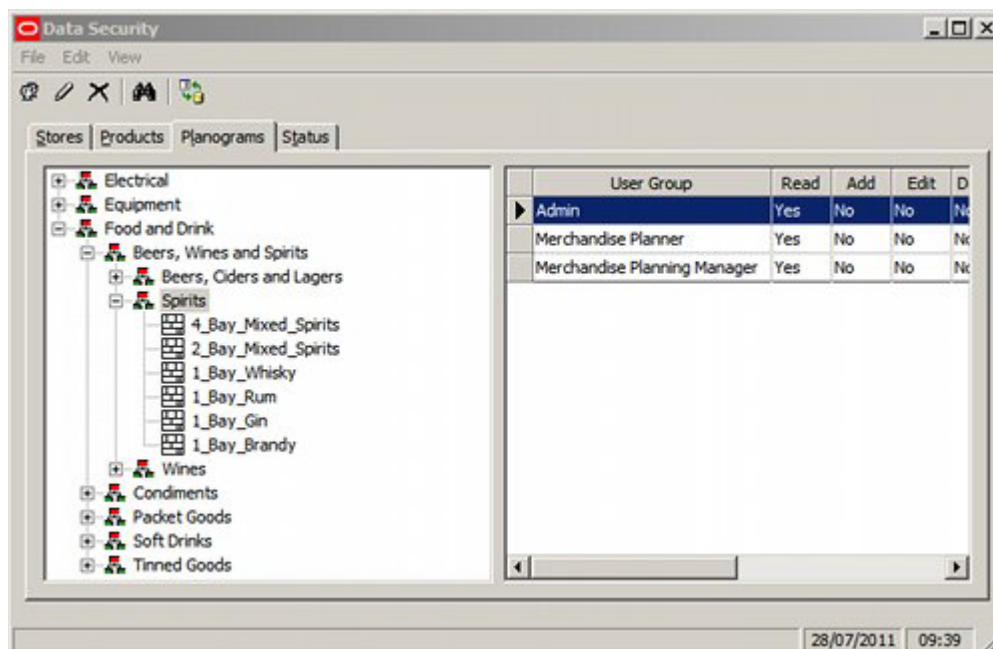 Data Security
File Edit View
Stores Products Planograms Status
Electrical
Equipment
Food and Drink
Beers, Wines and Spirits
Beers, Ciders and Lagers
Spirits
4_Bay_Mixed_Spirits
2_Bay_Mixed_Spirits
1_Bay_Whisky
1_Bay_Rum
1_Bay_Gin
1_Bay_Brandy
Wines
Condiments
Packet Goods
Soft Drinks
Tinned Goods
User Group Read Add Edit D
Admin Yes No No No
Merchandise Planner Yes No No No
Merchandise Planning Manager Yes No No No
28/07/2011 09:39